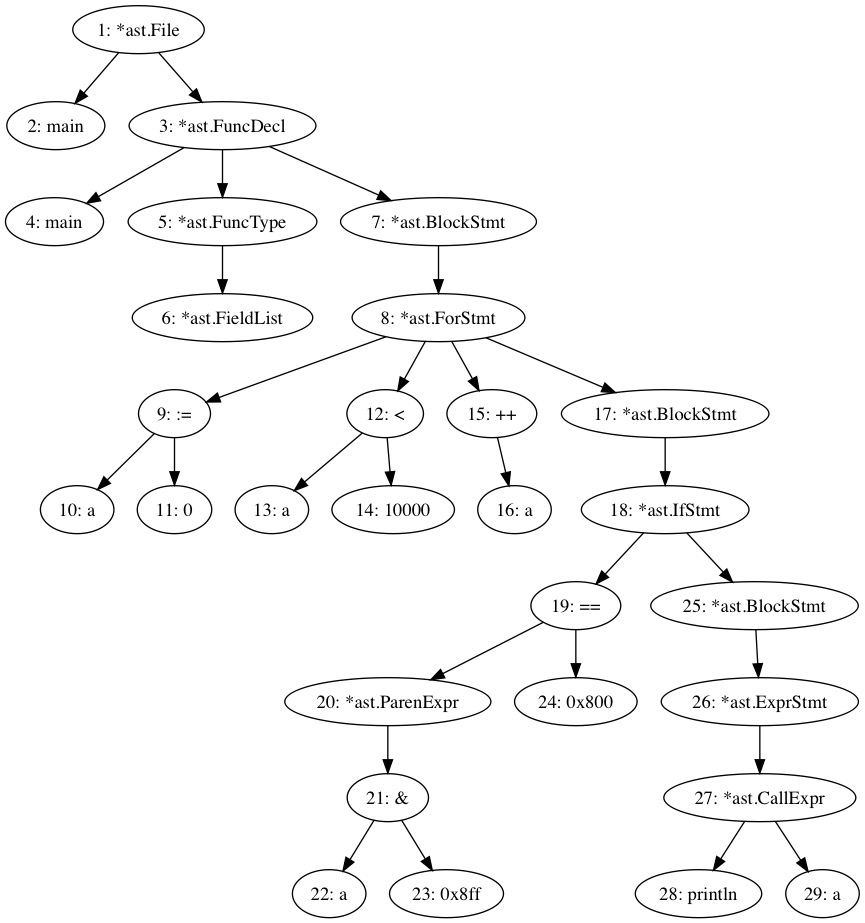 1: *ast.File
2: main
3: *ast.FuncDecl
4: main
5: *ast.FuncType
7: *ast.BlockStmt
6: *ast.FieldList
8: *ast.ForStmt
9: :=
12: <
15: ++
17: *ast.BlockStmt
10: a
11: 0
13: a
14: 10000
16: a
18: *ast.IfStmt
19: ==
25: *ast.BlockStmt
20: *ast.ParenExpr
24: 0x800
26: *ast.ExprStmt
21: &
27: *ast.CallExpr
22: a
23: 0x8ff
28: println
29: a